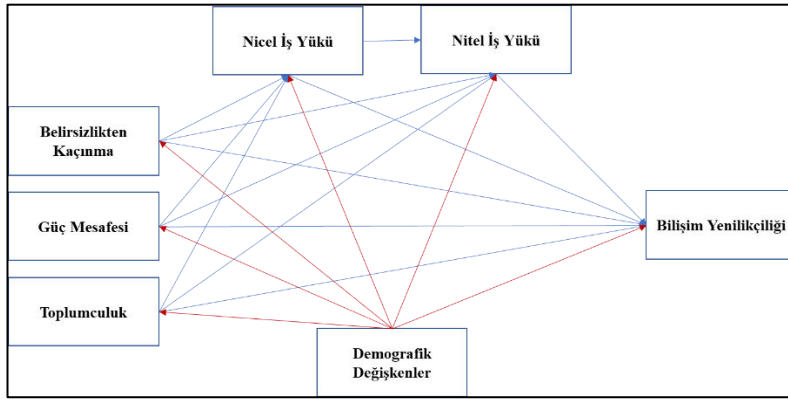 Nicel İş Yükü
Nitel İş Yükü
Belirsizlikten
Kaçınma
Güç Mesafesi
Bilişim Yenilikçiliği
Toplumculuk
Demografik
Değişkenler